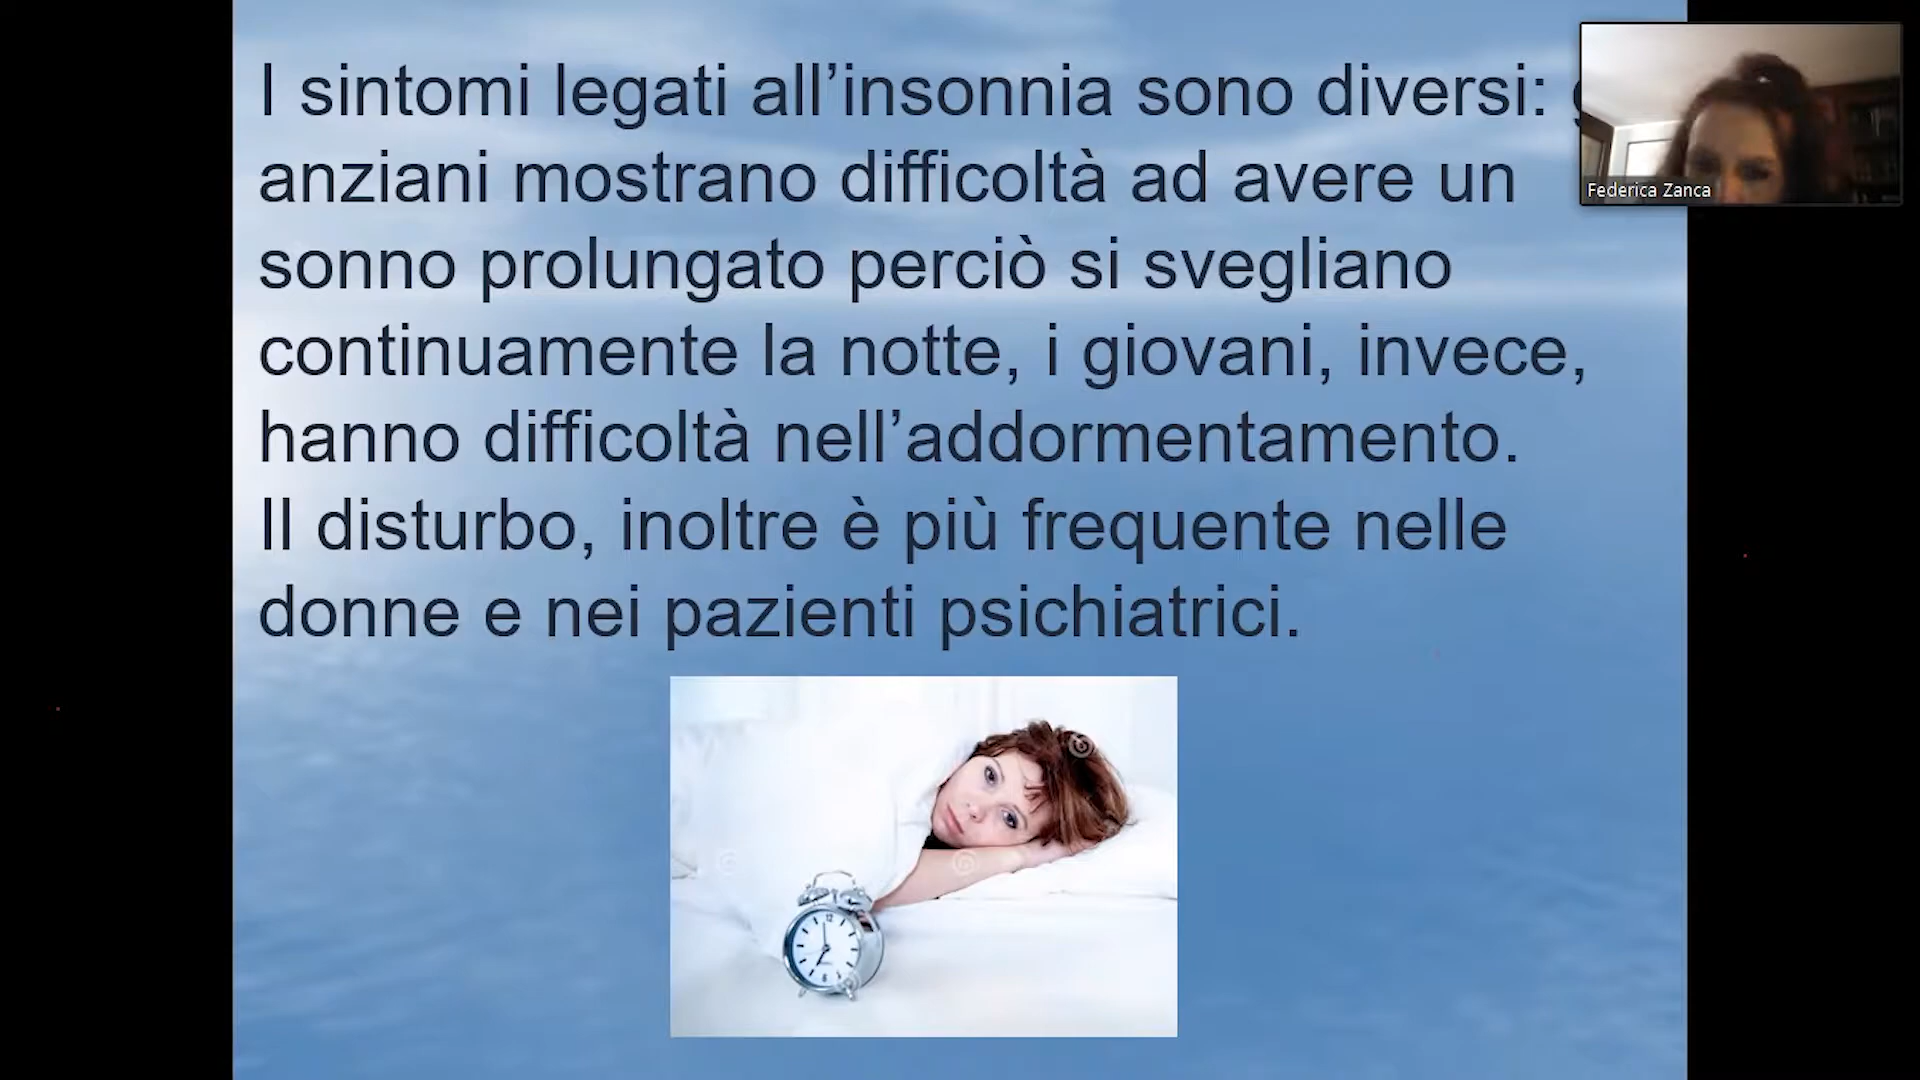 I sintomi legati all’insonnia sono diversi:
anziani mostrano difficoltà ad avere un
sonno prolungato perciò si svegliano
continuamente la notte, i giovani, invece,
hanno difficoltà nell’addormentamento.
Il disturbo, inoltre è più frequente nelle
donne e nei pazienti psichiatrici.
Federica Zanca